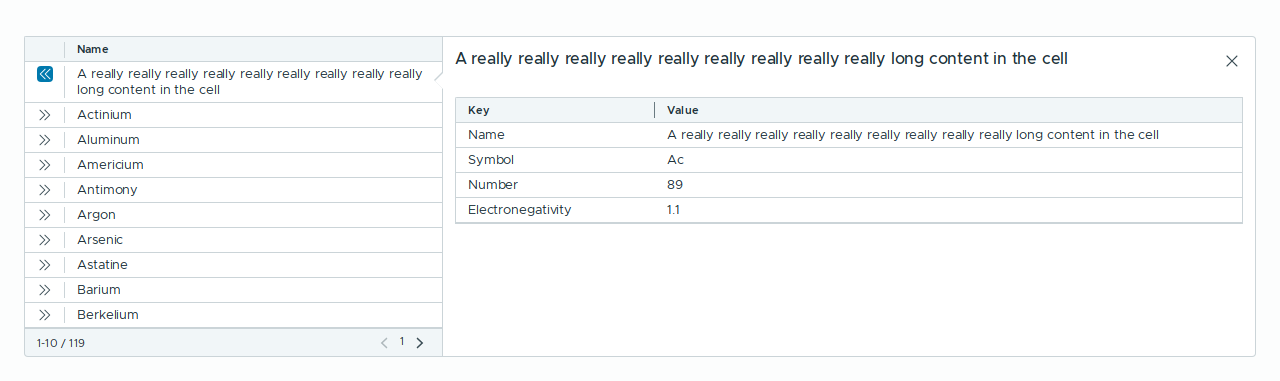 Name
A really really really really really really really really really
long content in the cell
Actinium
Aluminum
Americium
Antimony
Argon
Arsenic
Astatine
Barium
Berkelium
1-10 / 119
1
A really really really really really really really really really long content in the cell
Key Value
Name A really really really really really really really really really long content in the cell
Symbol Ac
Number 89
Electronegativity 1.1